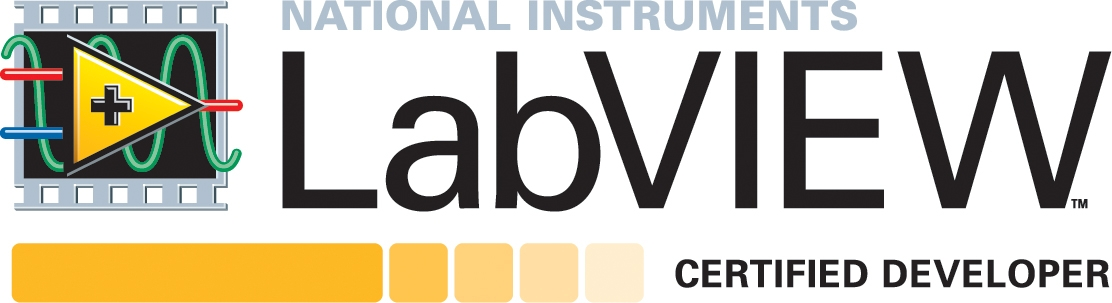 NATIONAL INSTRUMENTS
LabVIEW™
CERTIFIED DEVELOPER